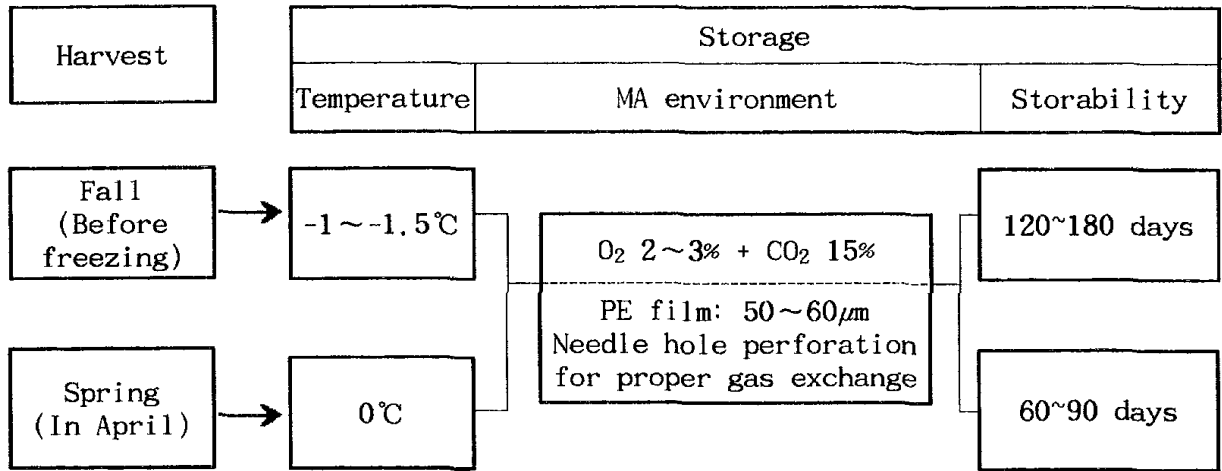 Harvest
Storage
Temperature
MA environment
Storability
Fall
(Before
freezing)
-1～-1.5℃
O₂ 2～3% + CO₂ 15%
PE film: 50～60μm
Needle hole perforation
for proper gas exchange
120~180 days
Spring
(In April)
0℃
60~90 days